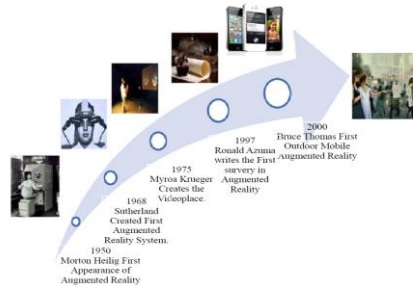 1950
Morton Heilig First
Appearance of
Augmented Reality
1968
Sutherland
Created First
Augmented
Reality System.
1975
Myroa Krueger
Creates the
Videoplace.
1997
Ronald Azuma
writes the First
survery in
Augmented
Reality
2000
Bruce Thomas First
Outdoor Mobile
Augmented Reality